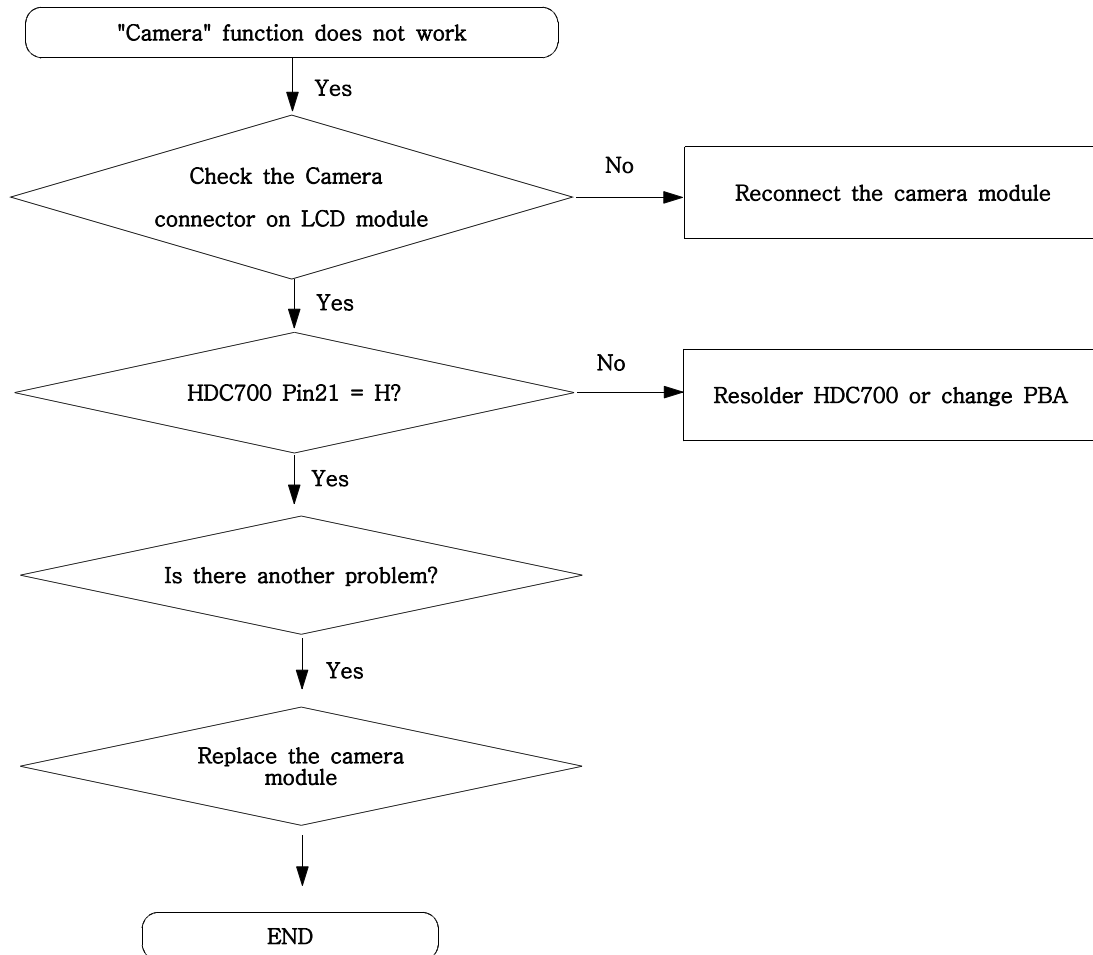 "Camera" function does not work
Yes
Check the Camera
connector on LCD module
No
Reconnect the camera module
Yes
HDC700 Pin21 = H?
No
Resolder HDC700 or change PBA
Yes
Is there another problem?
Yes
Replace the camera
module
END